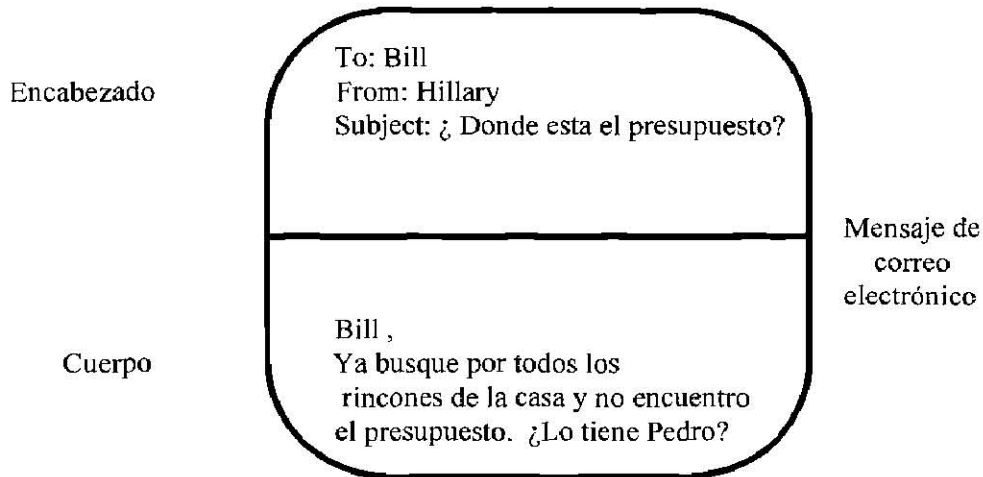 Encabezado
To: Bill
From: Hillary
Subject: ¿ Donde esta el presupuesto?
Mensaje de
correo
electrónico
Cuerpo
Bill ,
Ya busque por todos los
rincones de la casa y no encuentro
el presupuesto. ¿Lo tiene Pedro?